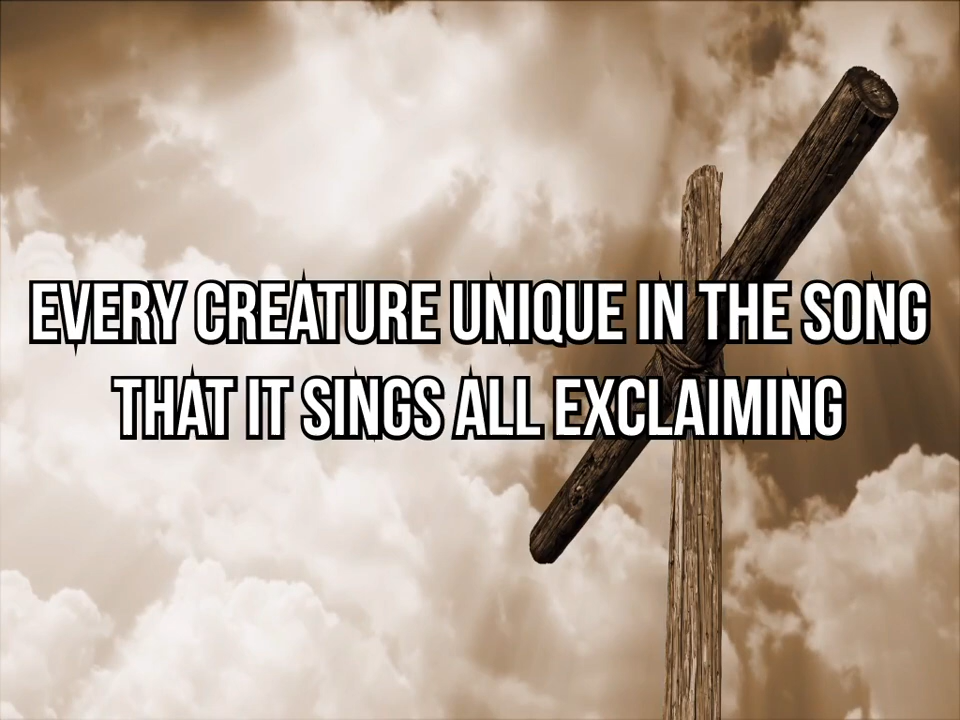 EVERY CREATURE UNIQUE IN THE SONG
THAT IT SINGS ALL EXCLAIMING